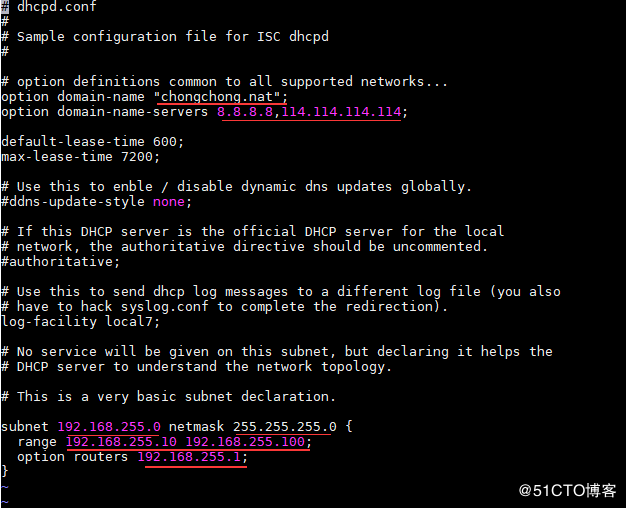 # dhcpd.conf
#
# Sample configuration file for ISC dhcpd
#
# option definitions common to all supported networks...
option domain-name "chongchong.nat";
option domain-name-servers 8.8.8.8,114.114.114.114;
default-lease-time 600;
max-lease-time 7200;
# Use this to enble / disable dynamic dns updates globally.
#ddns-update-style none;
# If this DHCP server is the official DHCP server for the local
# network, the authoritative directive should be uncommented.
#authoritative;
# Use this to send dhcp log messages to a different log file (you also
# have to hack syslog.conf to complete the redirection).
log-facility local7;
# No service will be given on this subnet, but declaring it helps the
# DHCP server to understand the network topology.
# This is a very basic subnet declaration.
subnet 192.168.255.0 netmask 255.255.255.0 {
  range 192.168.255.10 192.168.255.100;
  option routers 192.168.255.1;
}
~
~
@51CTO博客